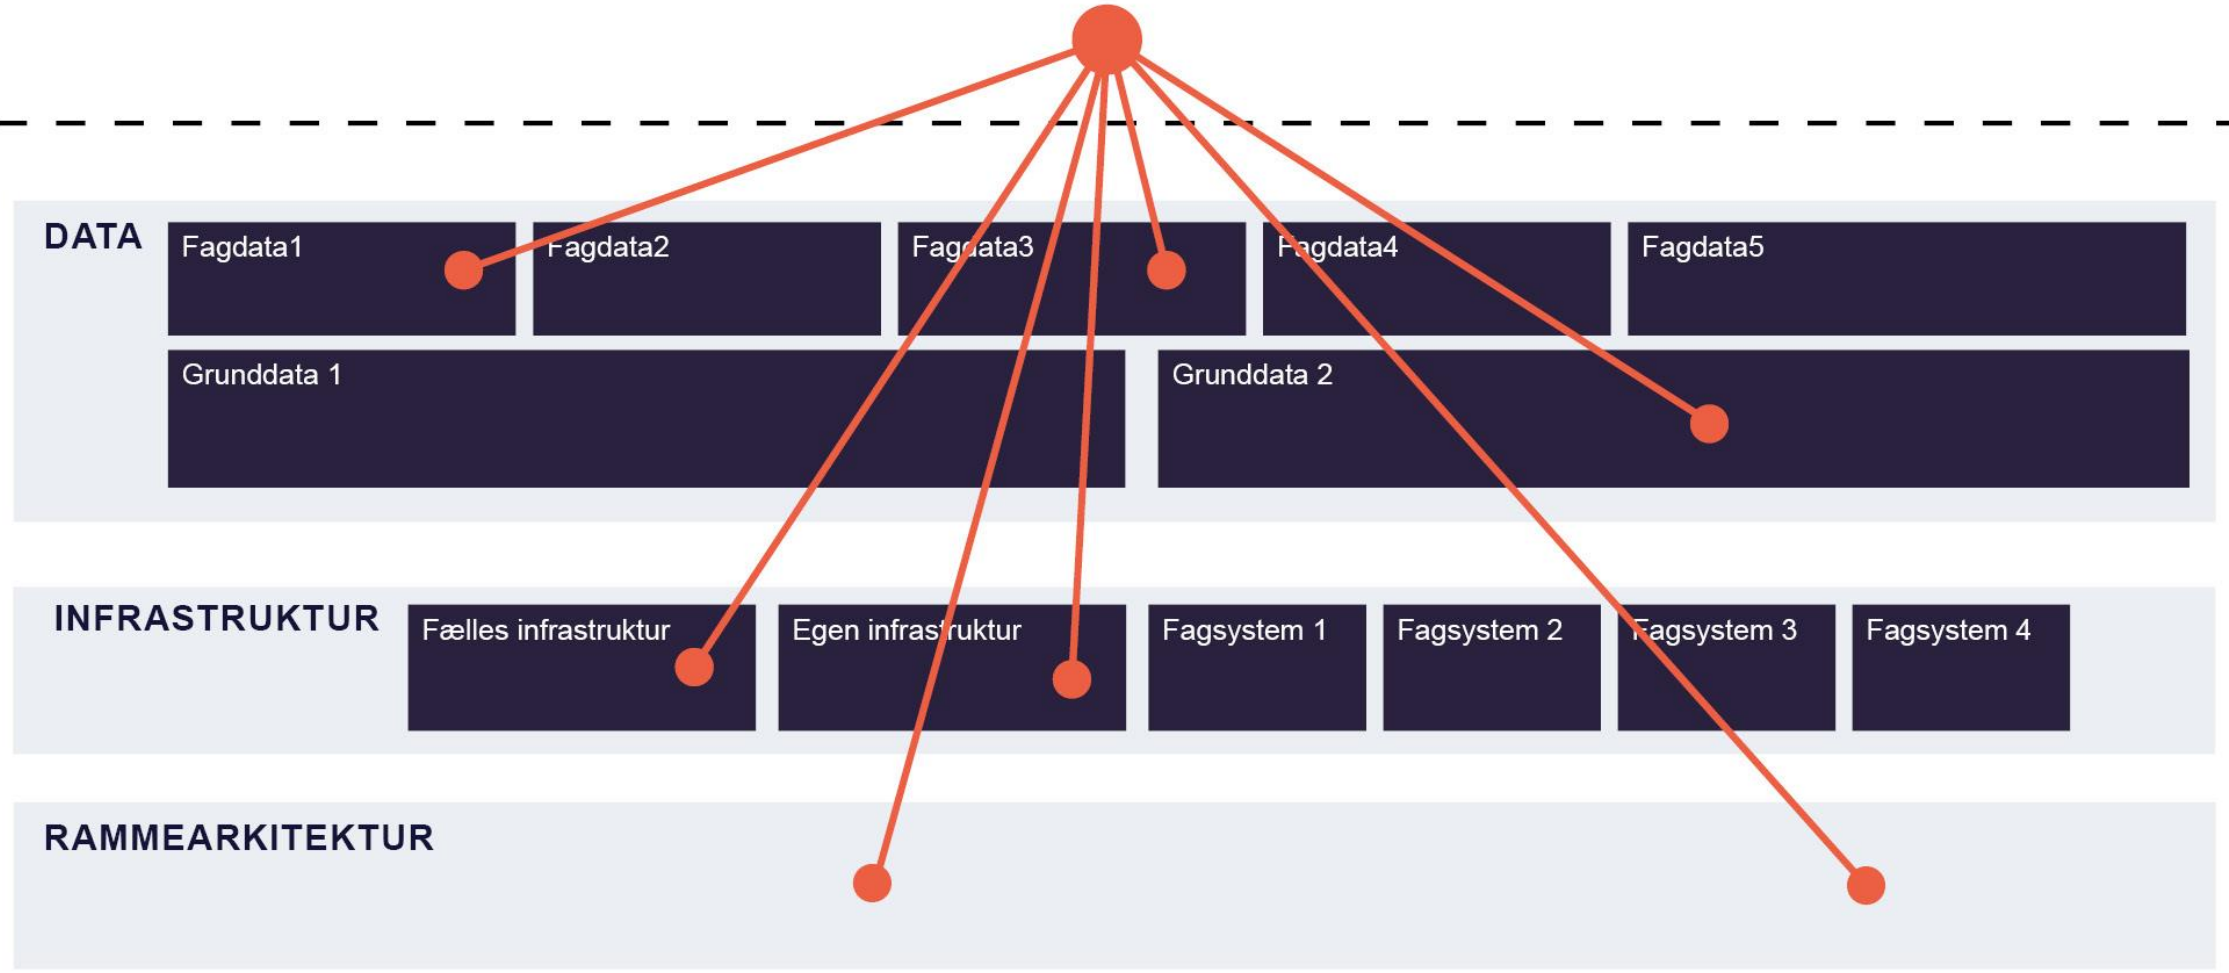 DATA
Fagdata1
Fagdata2
Fagdata3
Fagdata4
Fagdata5
Grunddata 1
Grunddata 2
INFRASTRUKTUR
Fælles infrastruktur
Egen infrastruktur
Fagsystem 1
Fagsystem 2
Fagsystem 3
Fagsystem 4
RAMMEARKITEKTUR